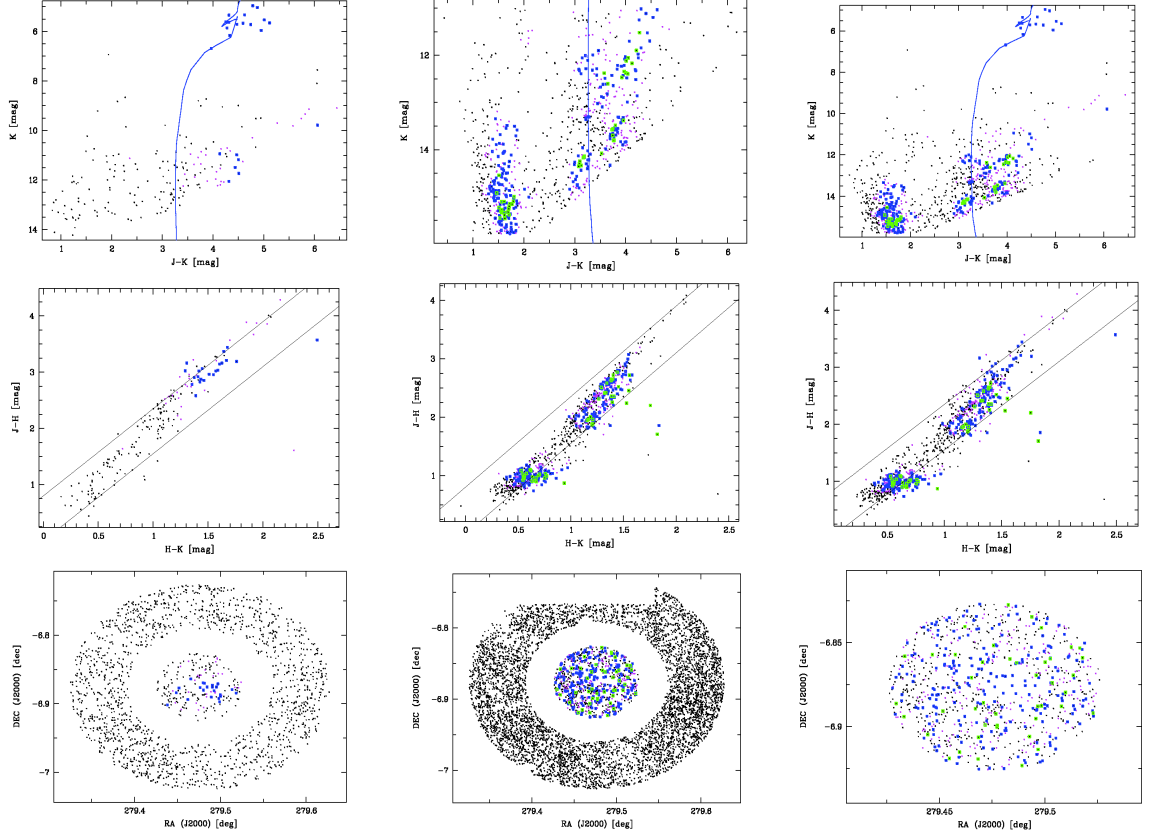 6
8
10
12
14
K [mag]
1 2 3 4 5 6
J-K [mag]
12
14
K [mag]
1 2 3 4 5 6
J-K [mag]
6
8
10
12
14
K [mag]
1 2 3 4 5 6
J-K [mag]
4
3
2
1
J-H [mag]
0 0.5 1 1.5 2 2.5
H-K [mag]
4
3
2
1
J-H [mag]
0 0.5 1 1.5 2 2.5
H-K [mag]
4
3
2
1
J-H [mag]
0.5 1 1.5 2 2.5
H-K [mag]
-6.8
-6.9
-7
DEC (J2000) [dec]
279.4 279.5 279.6
RA (J2000) [deg]
-6.8
-6.9
-7
DEC (J2000) [dec]
279.4 279.5 279.6
RA (J2000) [deg]
-6.85
-6.9
DEC (J2000) [dec]
279.45 279.5
RA (J2000) [deg]